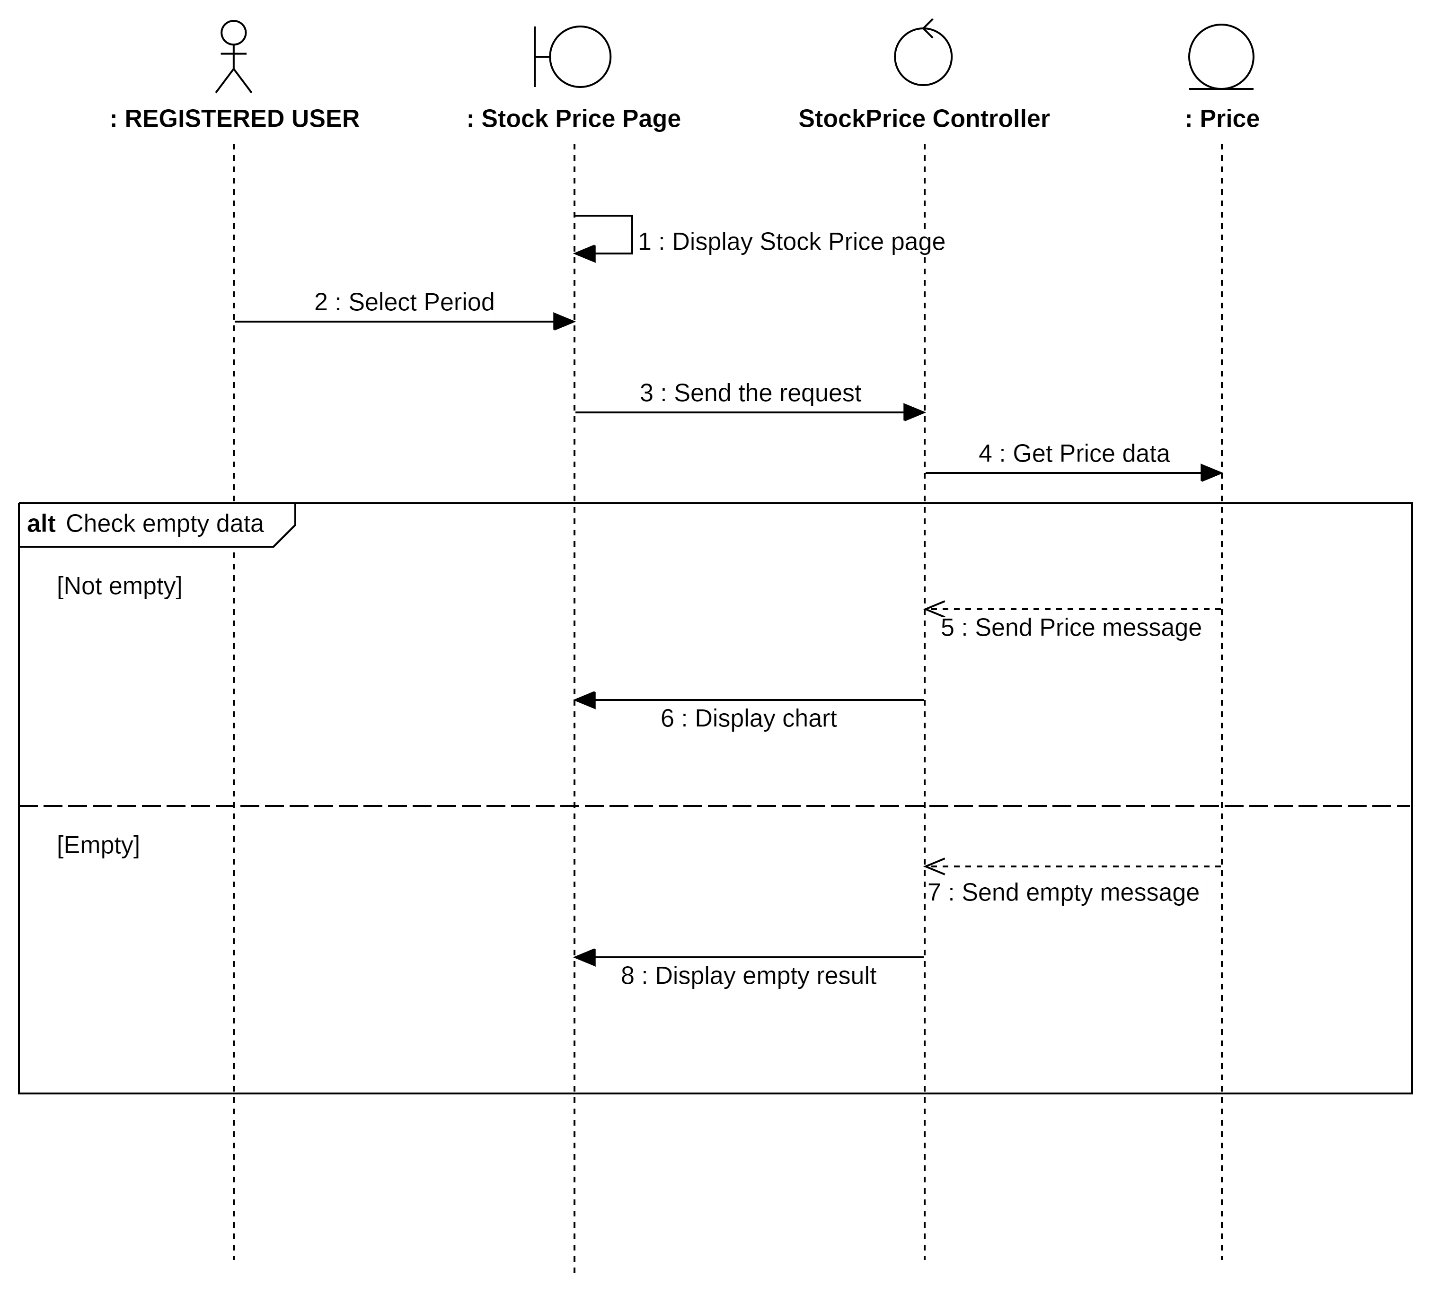 : REGISTERED USER
: Stock Price Page
StockPrice Controller
: Price
1 : Display Stock Price page
2 : Select Period
3 : Send the request
4 : Get Price data
alt Check empty data
[Not empty]
5 : Send Price message
6 : Display chart
[Empty]
7 : Send empty message
8 : Display empty result